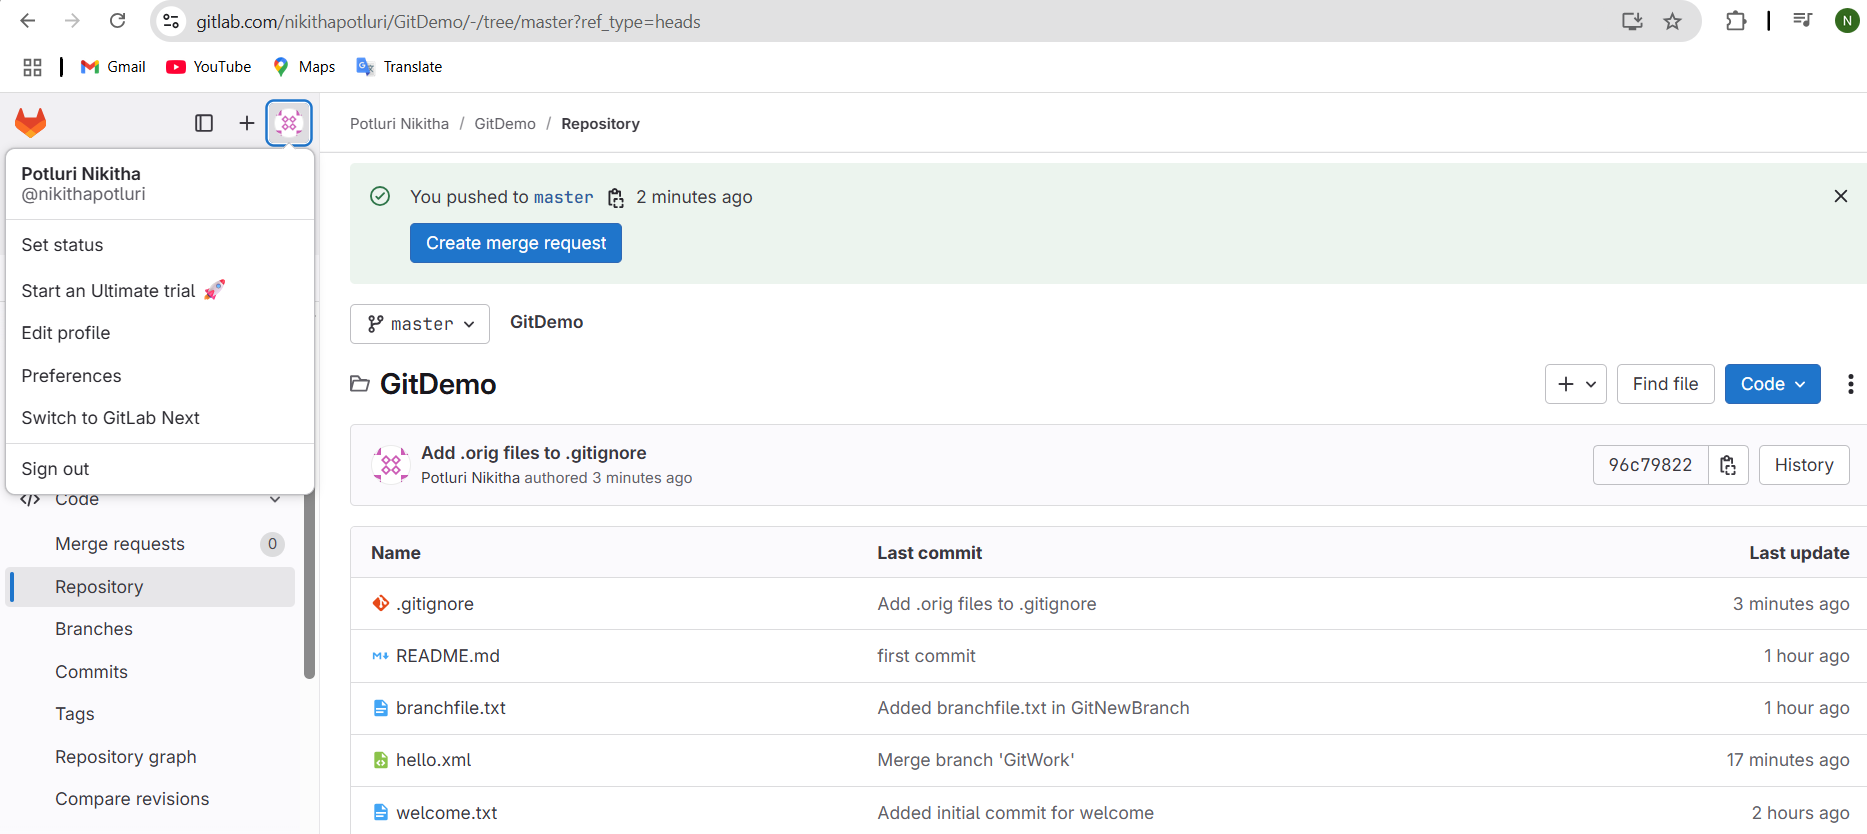 gitlab.com/nikithapotluri/GitDemo/-/tree/master?ref_type=heads
N
Gmail YouTube Maps Translate
Potluri Nikitha / GitDemo / Repository
Potluri Nikitha
@nikithapotluri
Set status
Start an Ultimate trial
Edit profile
Preferences
Switch to GitLab Next
Sign out
Code
Merge requests 0
Repository
Branches
Commits
Tags
Repository graph
Compare revisions
You pushed to master 2 minutes ago
Create merge request
master GitDemo
GitDemo
Find file Code
Add .orig files to .gitignore
Potluri Nikitha authored 3 minutes ago
96c79822 History
Name Last commit Last update
.gitignore Add .orig files to .gitignore 3 minutes ago
README.md first commit 1 hour ago
branchfile.txt Added branchfile.txt in GitNewBranch 1 hour ago
hello.xml Merge branch 'GitWork' 17 minutes ago
welcome.txt Added initial commit for welcome 2 hours ago